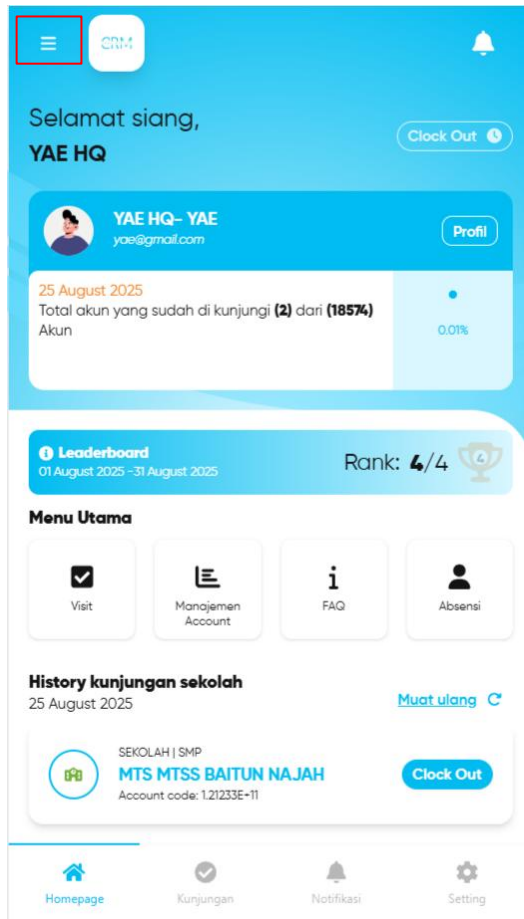 CRM
Selamat siang,
YAE HQ
Clock Out
YAE HQ– YAE
yae@gmail.com
Profil
25 August 2025
Total akun yang sudah di kunjungi (2) dari (18574)
Akun
0.01%
Leaderboard
01 August 2025 -31 August 2025
Rank: 4/4
4
Menu Utama
Visit
Manajemen
Account
FAQ
Absensi
History kunjungan sekolah
25 August 2025
Muat ulang
SEKOLAH | SMP
MTS MTSS BAITUN NAJAH
Account code: 1.21233E+11
Clock Out
Homepage
Kunjungan
Notifikasi
Setting